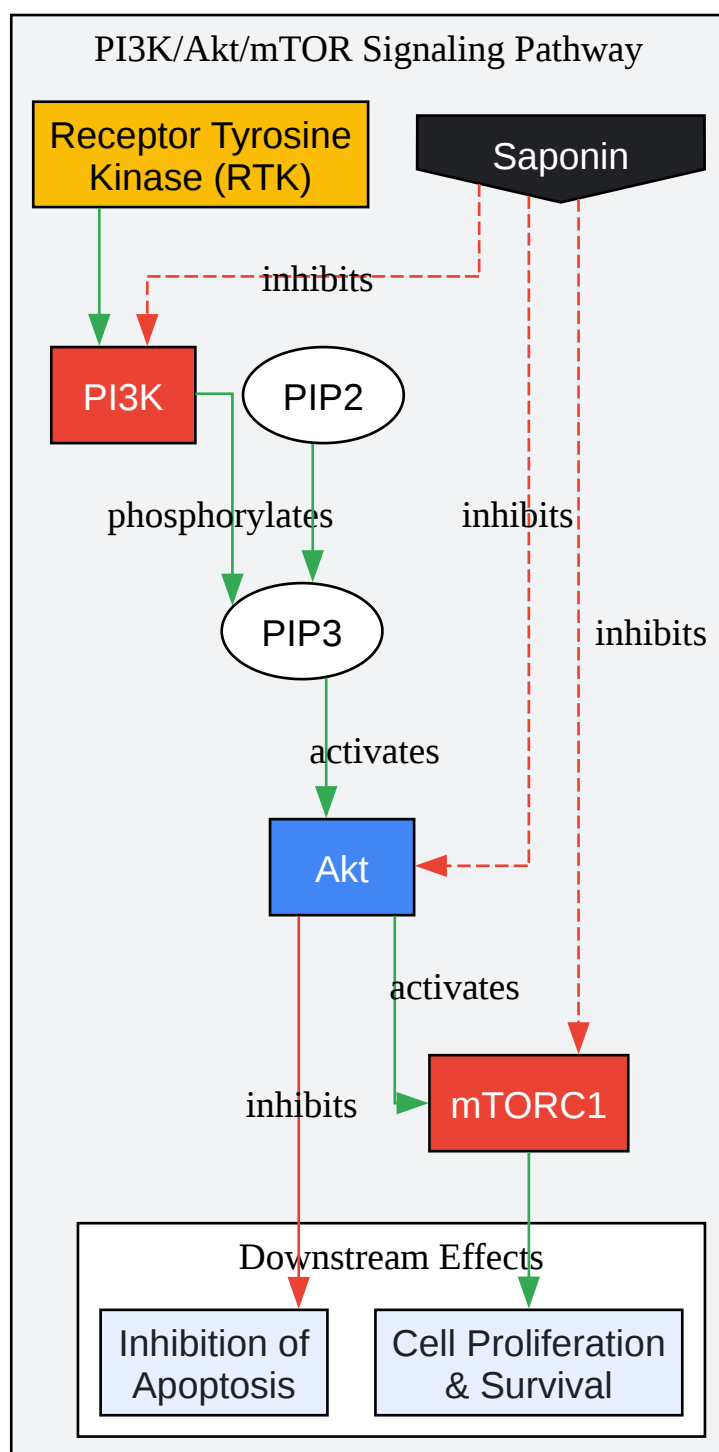 PI3K/Akt/mTOR Signaling Pathway
Receptor Tyrosine
Kinase (RTK)
Saponin
inhibits
PI3K
PIP2
phosphorylates
inhibits
PIP3
inhibits
activates
Akt
activates
inhibits
mTORC1
Downstream Effects
Inhibition of
Apoptosis
Cell Proliferation
& Survival